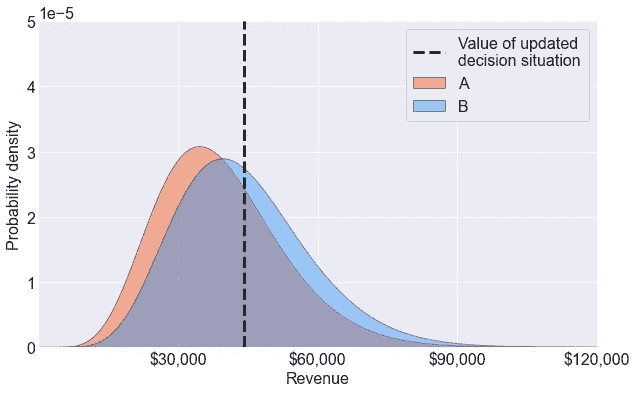 1e−5
5
4
3
2
1
0
Probability density
$30,000
$60,000
$90,000
$120,000
Revenue
Value of updated
decision situation
A
B